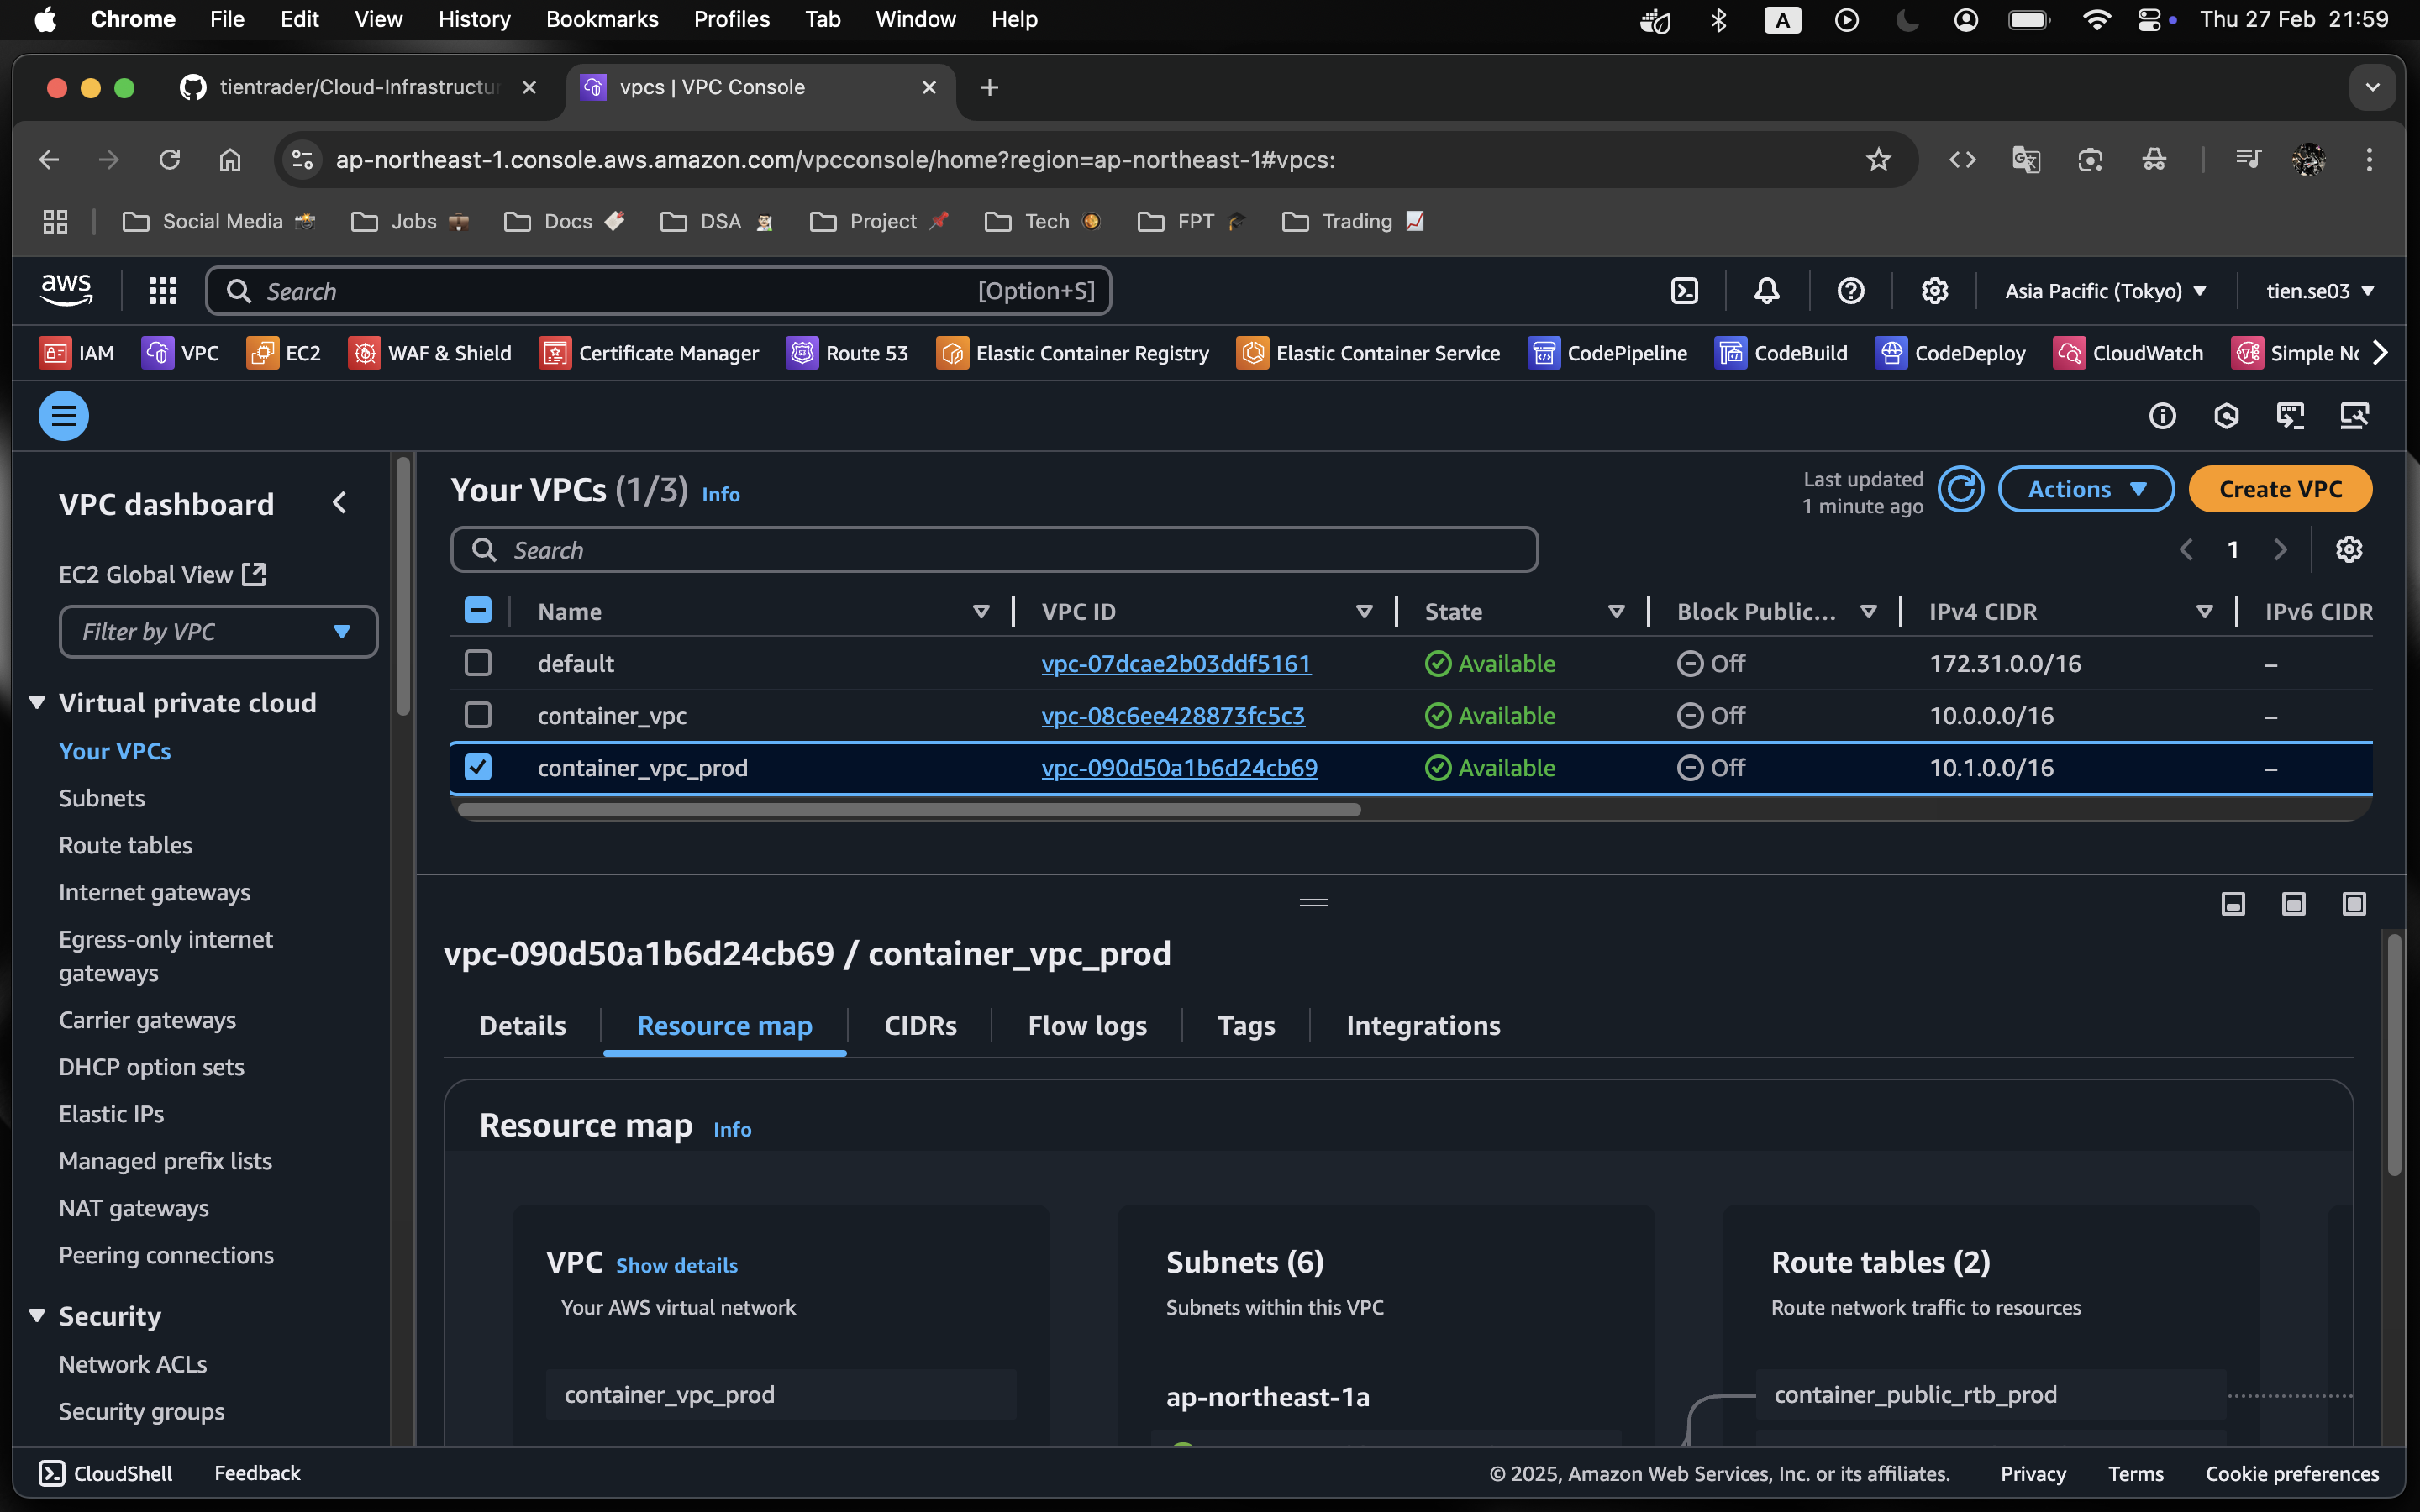 Chrome File Edit View History Bookmarks Profiles Tab Window Help A Thu 27 Feb 21:59
tientrader/Cloud-Infrastructur vpcs | VPC Console
ap-northeast-1.console.aws.amazon.com/vpcconsole/home?region=ap-northeast-1#vpcs:
Social Media Jobs Docs DSA Project Tech FPT Trading
aws Search [Option+S] Asia Pacific (Tokyo) tien.se03
IAM VPC EC2 WAF & Shield Certificate Manager Route 53 Elastic Container Registry Elastic Container Service CodePipeline CodeBuild CodeDeploy CloudWatch Simple
VPC dashboard
EC2 Global View
Filter by VPC
Virtual private cloud
Your VPCs
Subnets
Route tables
Internet gateways
Egress-only internet
gateways
Carrier gateways
DHCP option sets
Elastic IPs
Managed prefix lists
NAT gateways
Peering connections
Security
Network ACLs
Security groups
Your VPCs (1/3) Info
Last updated
1 minute ago
Actions
Create VPC
Search
1
Name VPC ID State Block Public... IPv4 CIDR IPv6 CIDR
default vpc-07dcae2b03ddf5161 Available Off 172.31.0.0/16 –
container_vpc vpc-08c6ee428873fc5c3 Available Off 10.0.0.0/16 –
container_vpc_prod vpc-090d50a1b6d24cb69 Available Off 10.1.0.0/16 –
vpc-090d50a1b6d24cb69 / container_vpc_prod
Details Resource map CIDRs Flow logs Tags Integrations
Resource map Info
VPC Show details
Your AWS virtual network
container_vpc_prod
Subnets (6)
Subnets within this VPC
ap-northeast-1a
Route tables (2)
Route network traffic to resources
container_public_rtb_prod
CloudShell Feedback © 2025, Amazon Web Services, Inc. or its affiliates. Privacy Terms Cookie preferences